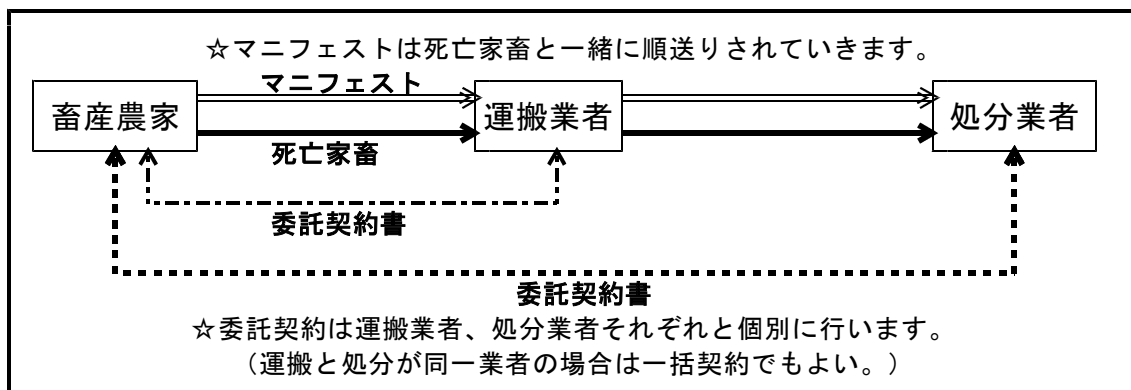 ☆マニフェストは死亡家畜と一緒に順送りされていきます。
マニフェスト
畜産農家
運搬業者
処分業者
死亡家畜
委託契約書
委託契約書
☆委託契約は運搬業者、処分業者それぞれと個別に行います。
（運搬と処分が同一業者の場合は一括契約でもよい。）